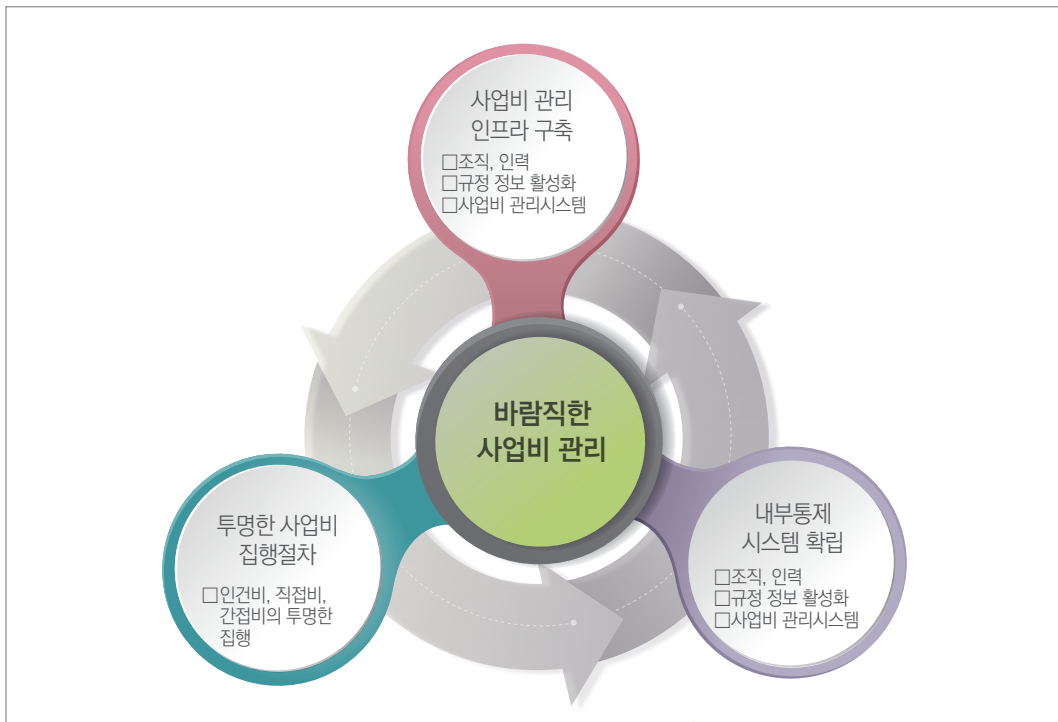 사업비 관리
인프라 구축
□조직, 인력
□규정 정보 활성화
□사업비 관리시스템
바람직한
사업비 관리
투명한 사업비
집행절차
□인건비, 직접비,
간접비의 투명한
집행
내부통제
시스템 확립
□조직, 인력
□규정 정보 활성화
□사업비 관리시스템